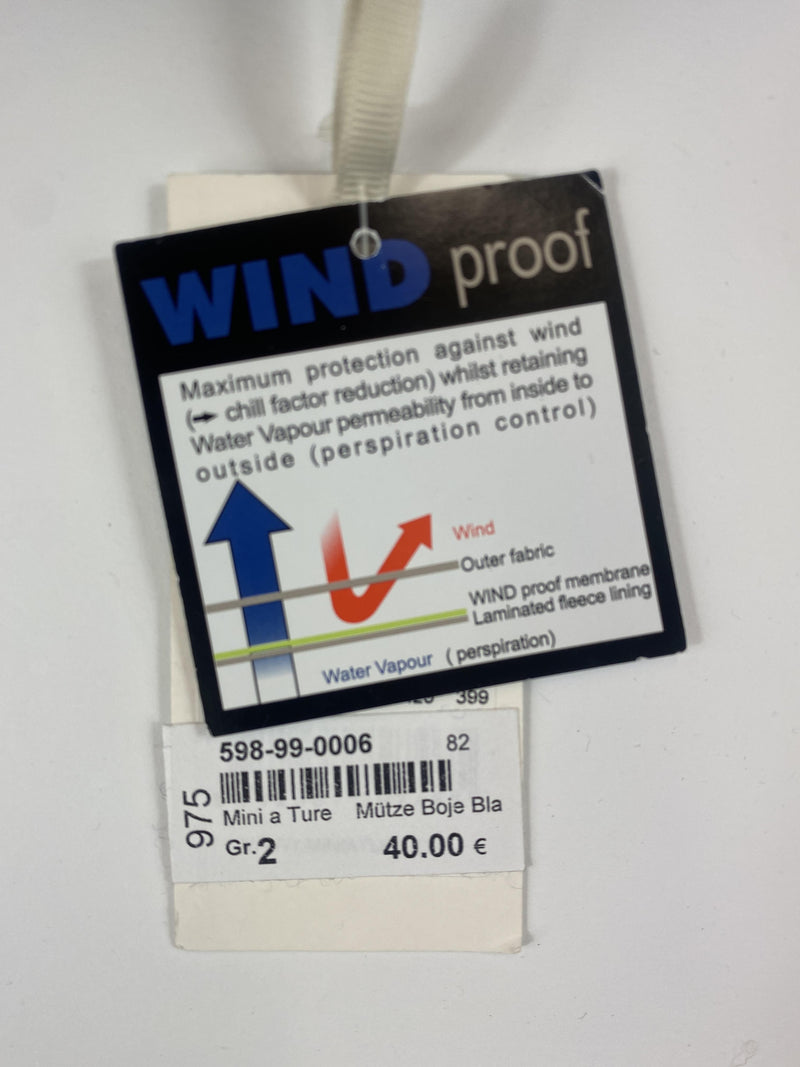 WIND proof
Maximum protection against wind
(➞ chill factor reduction) whilst retaining
Water Vapour permeability from inside to
outside (perspiration control)
Wind
Outer fabric
WIND proof membrane
Laminated fleece lining
Water Vapour (perspiration)
399
598-99-0006 82
975
Mini a Ture Mütze Boje Bla
Gr.2 40.00 €